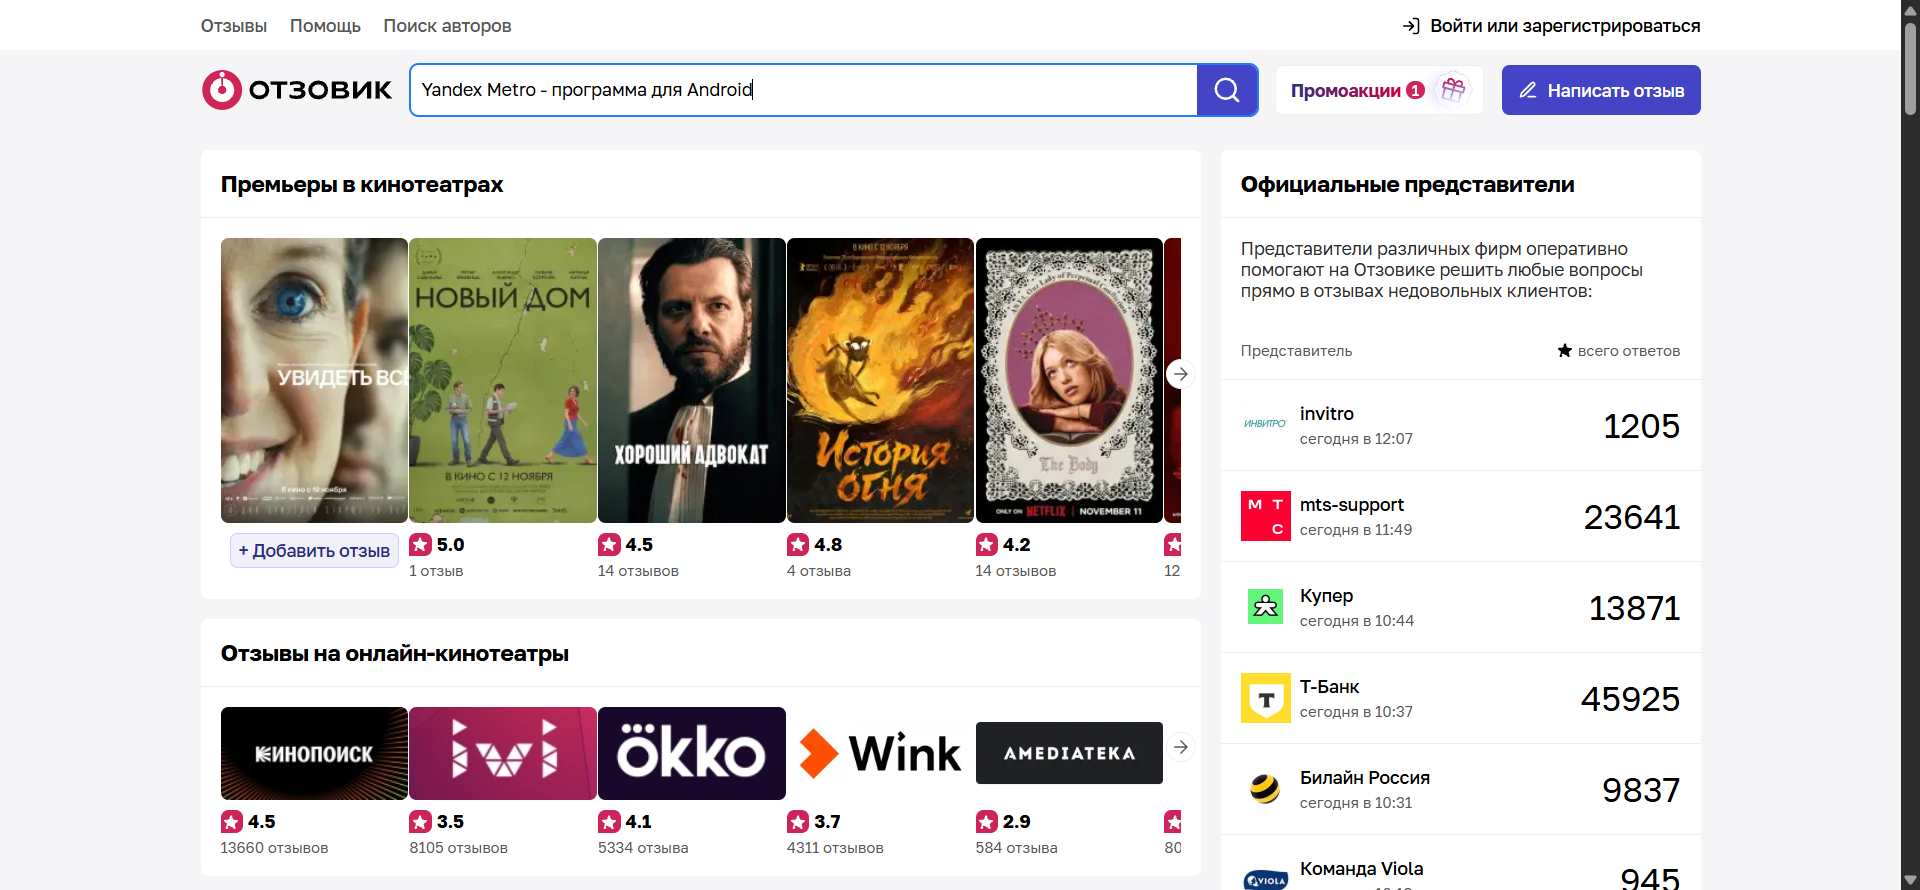 Отзывы Помощь Поиск авторов
Войти или зарегистрироваться
ОТЗОВИК
Yandex Metro - программа для Android
Промоакции 1
Написать отзыв
Премьеры в кинотеатрах
УВИДЕТЬ ВСЁ
В кино с 19 ноября
НОВЫЙ ДОМ
В КИНО С 12 НОЯБРЯ
ХОРОШИЙ АДВОКАТ
В КИНО С 12 НОЯБРЯ
История огня
The Body
ONLY ON NETFLIX | NOVEMBER 11
+ Добавить отзыв
5.0
1 отзыв
4.5
14 отзывов
4.8
4 отзыва
4.2
14 отзывов
12
Отзывы на онлайн-кинотеатры
КИНОПОИСК
ivi
okko
Wink
AMEDIATEKA
4.5
13660 отзывов
3.5
8105 отзывов
4.1
5334 отзыва
3.7
4311 отзывов
2.9
584 отзыва
80
Официальные представители
Представители различных фирм оперативно
помогают на Отзовике решить любые вопросы
прямо в отзывах недовольных клиентов:
Представитель всего ответов
ИНВИТРО
invitro
сегодня в 12:07
1205
М Т С
mts-support
сегодня в 11:49
23641
Купер
сегодня в 10:44
13871
Т
Т-Банк
сегодня в 10:37
45925
Билайн Россия
сегодня в 10:31
9837
VIOLA
Команда Viola
945